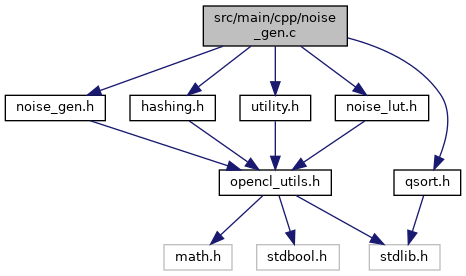 src/main/cpp/noise
_gen.c
noise_gen.h
hashing.h
utility.h
noise_lut.h
opencl_utils.h
qsort.h
math.h
stdbool.h
stdlib.h